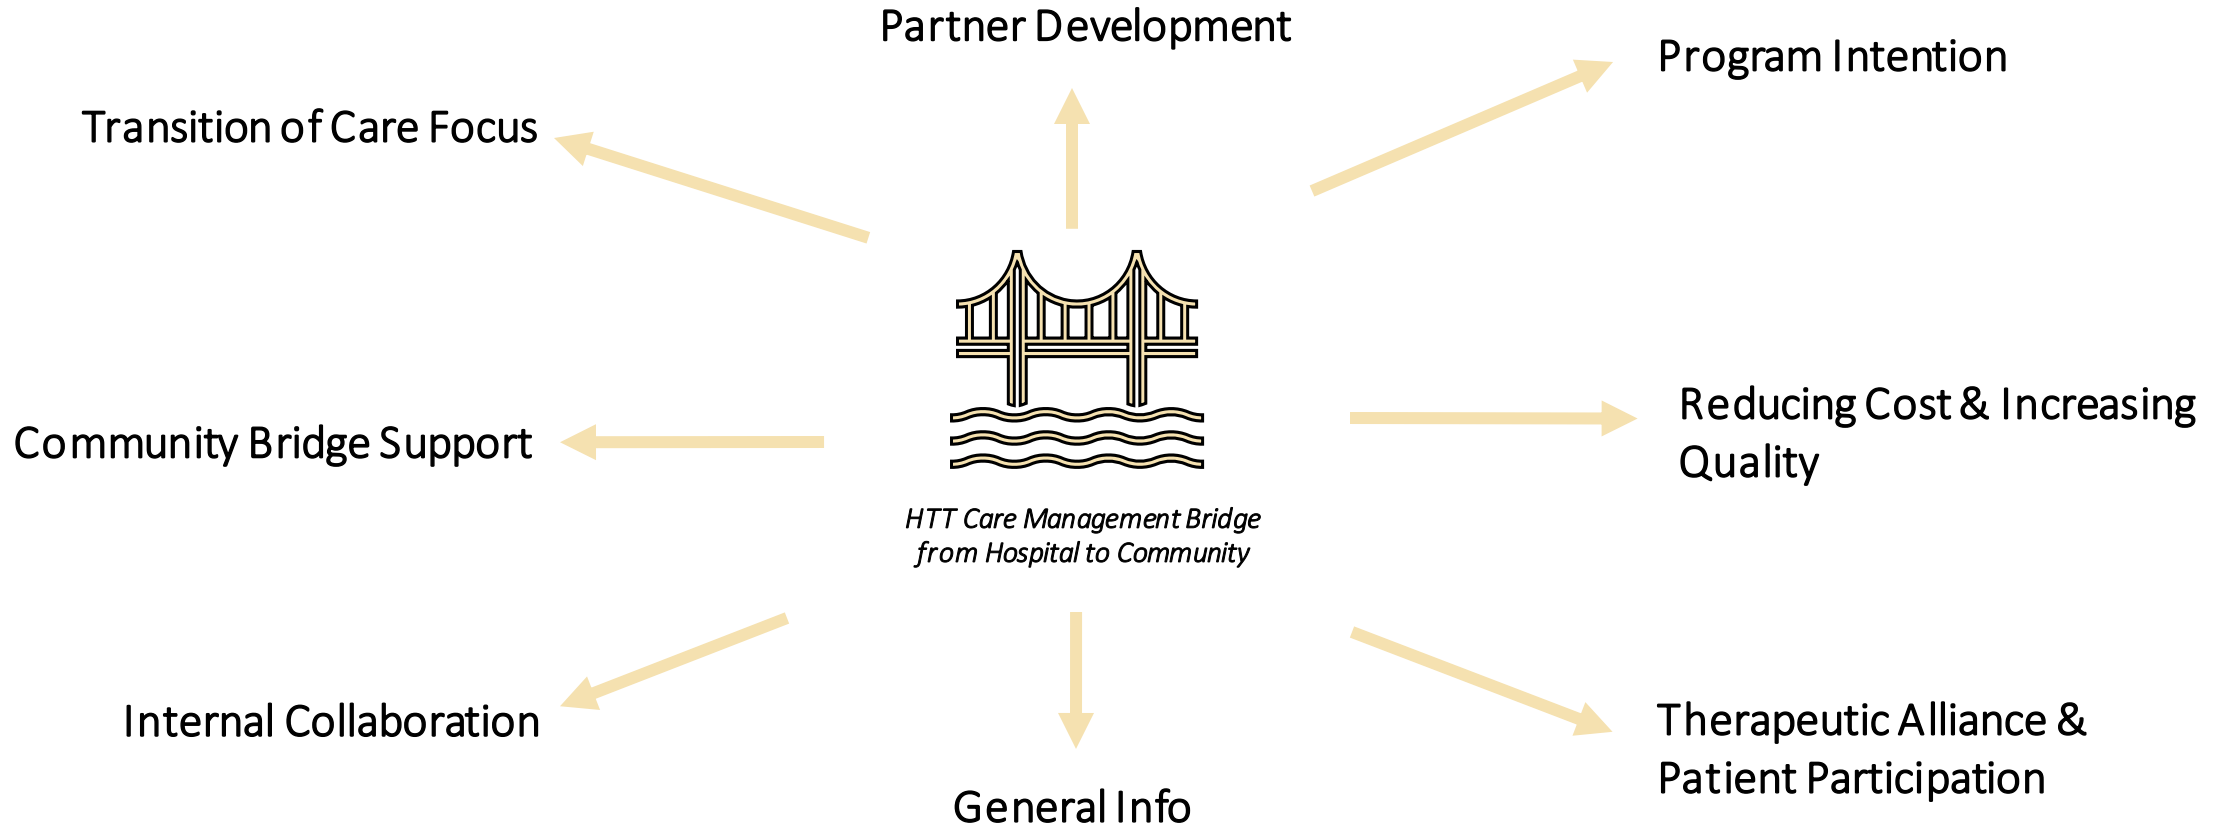 Partner Development
Program Intention
Transition of Care Focus
Reducing Cost & Increasing
Quality
Community Bridge Support
HTT Care Management Bridge
from Hospital to Community
Internal Collaboration
Therapeutic Alliance &
Patient Participation
General Info